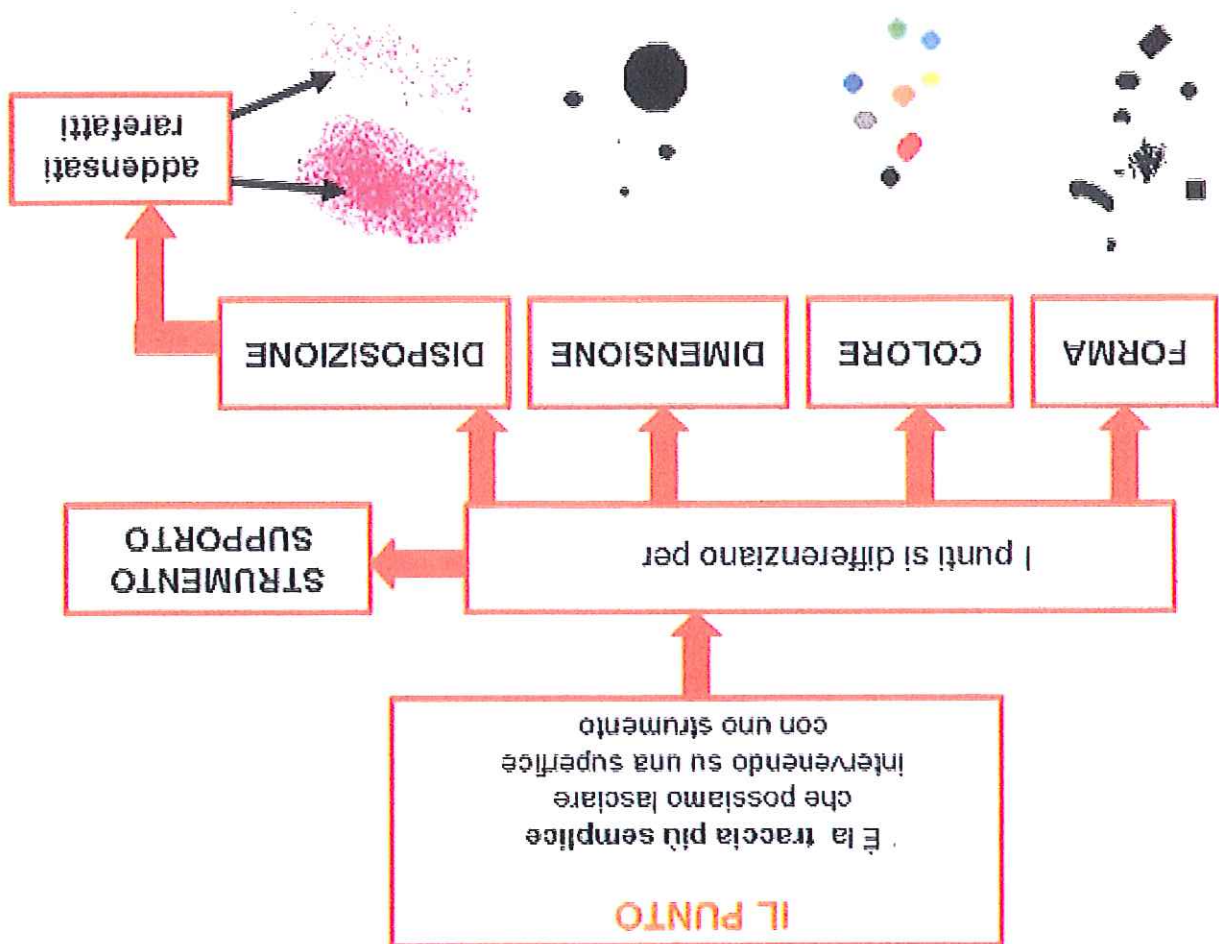 IL PUNTO
È la traccia più semplice
che possiamo lasciare
intervenendo su una superfice
con uno strumento
I punti si differenziano per
STRUMENTO
SUPPORTO
FORMA
COLORE
DIMENSIONE
DISPOSIZIONE
addensati
rarefatti